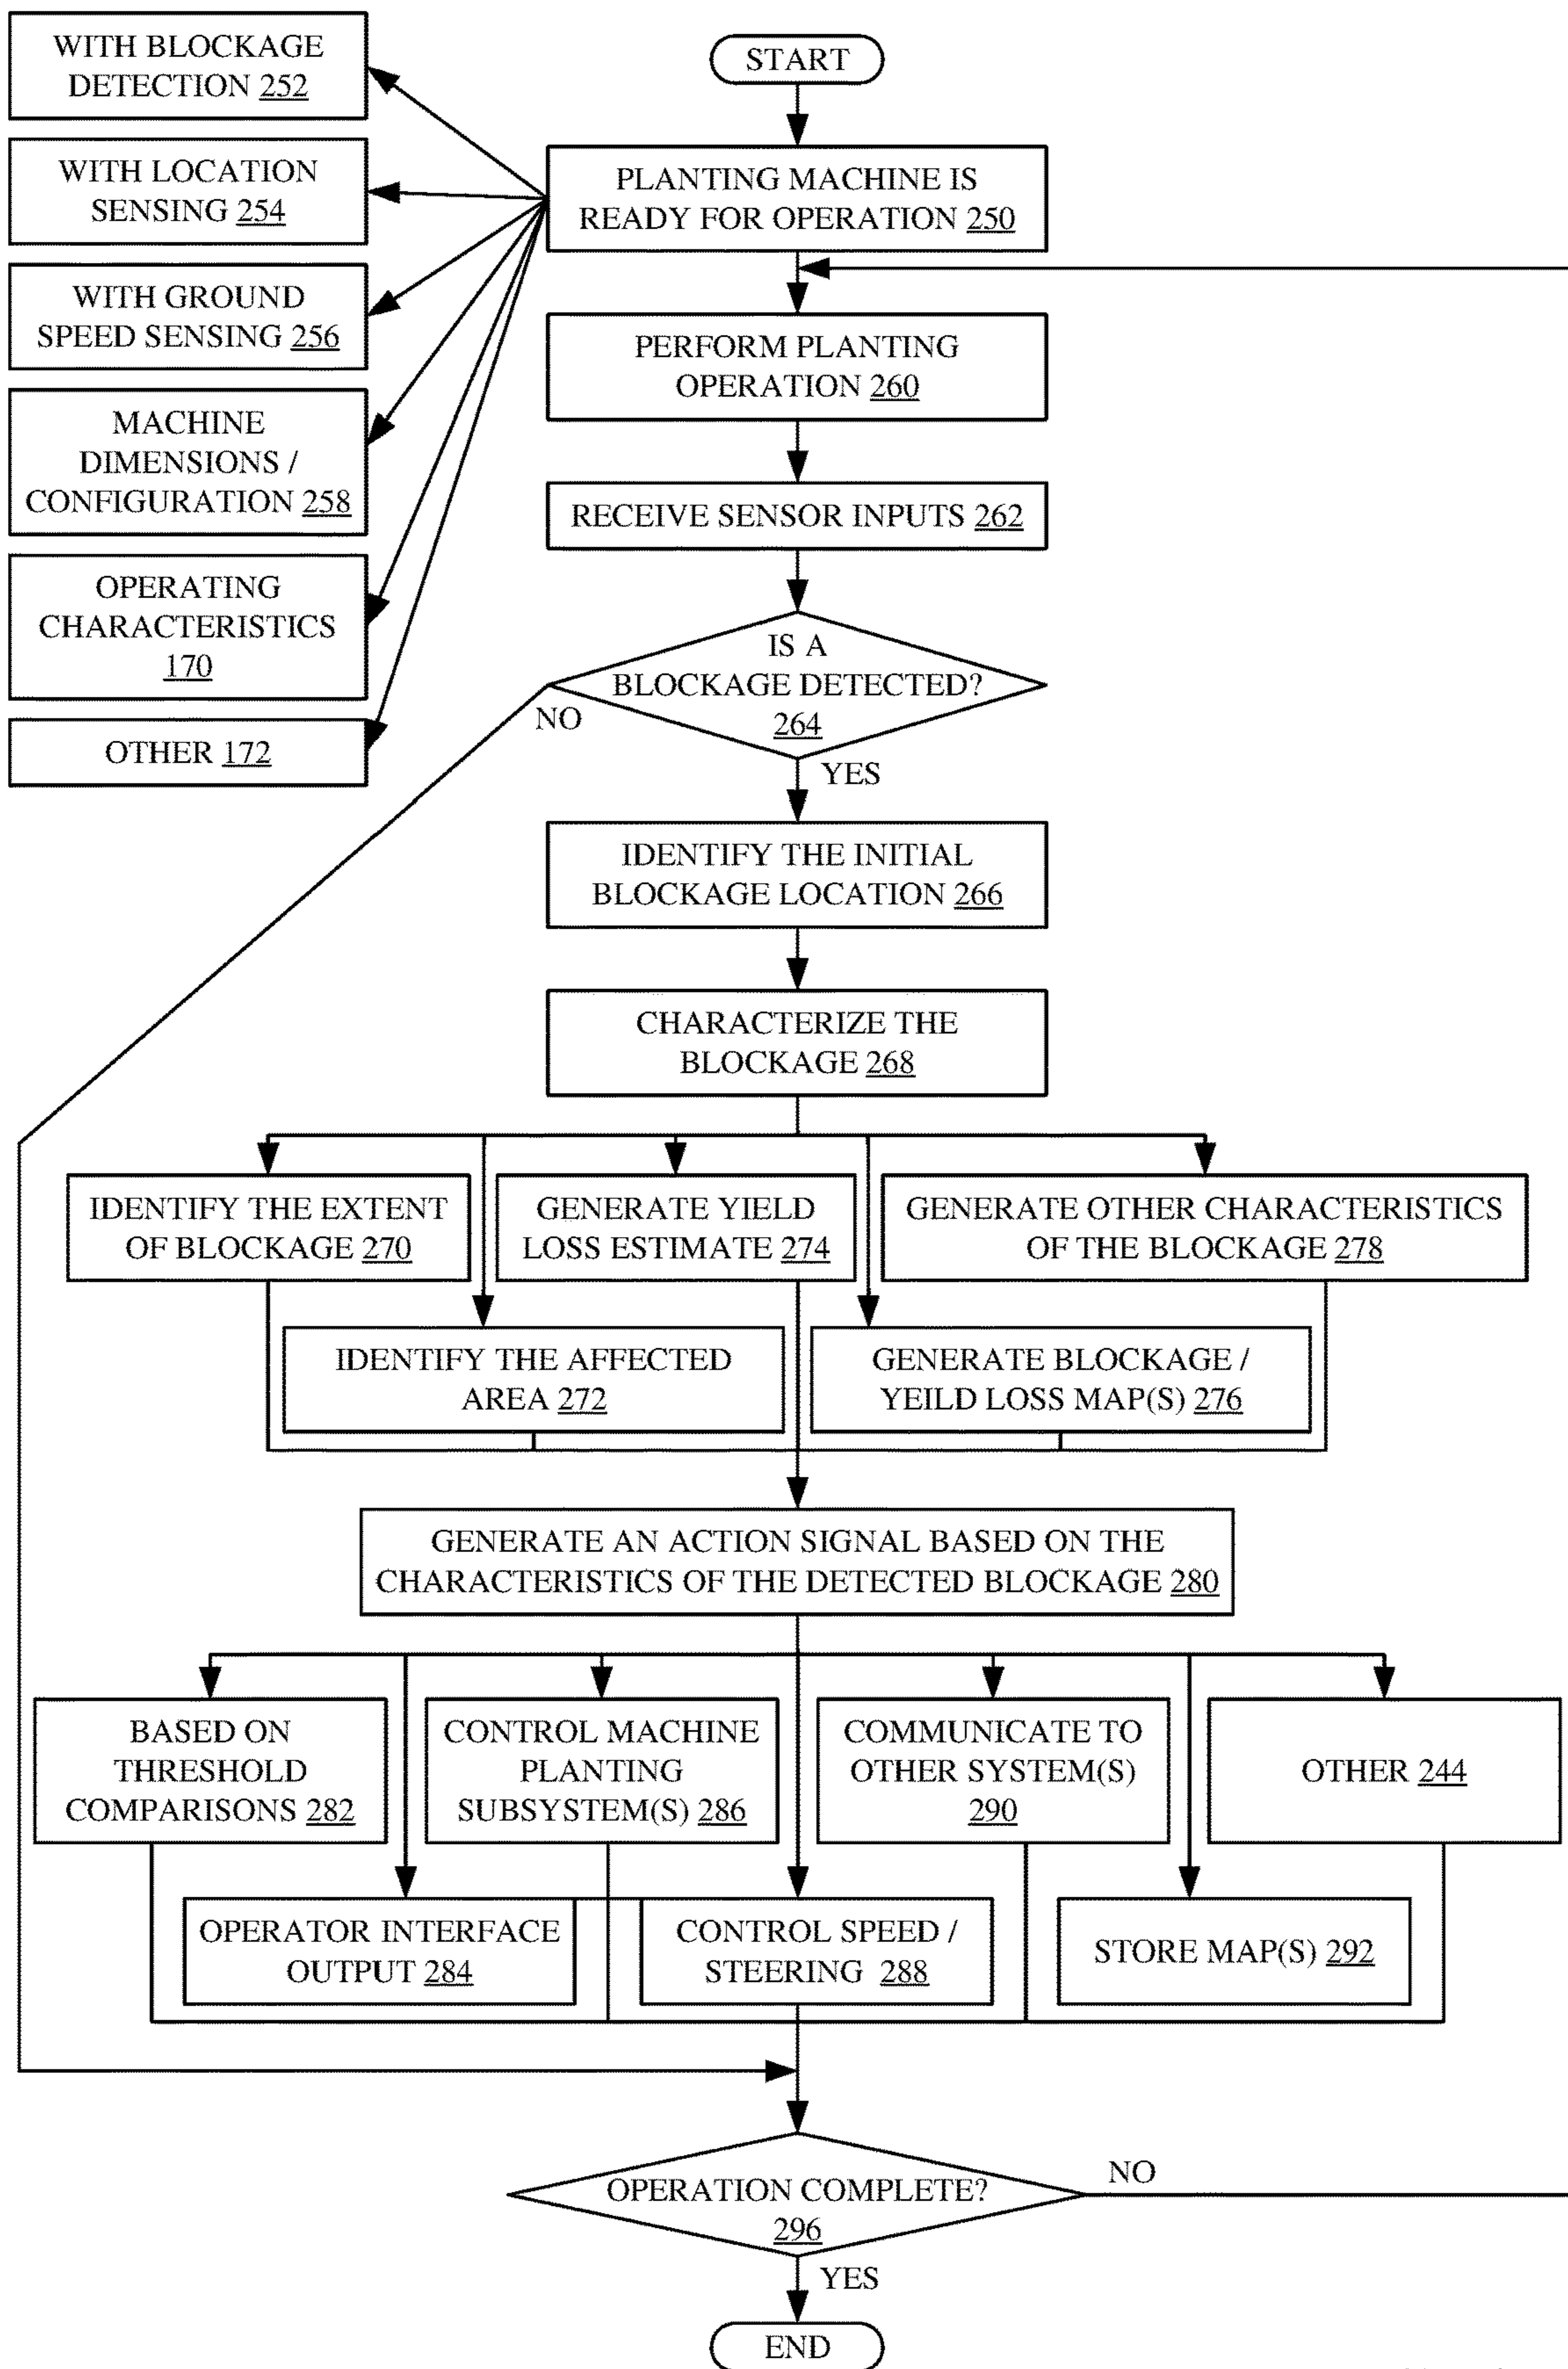 WITH BLOCKAGE
DETECTION 252
WITH LOCATION
SENSING 254
WITH GROUND
SPEED SENSING 256
MACHINE
DIMENSIONS /
CONFIGURATION 258
OPERATING
CHARACTERISTICS
170
OTHER 172
START
PLANTING MACHINE IS
READY FOR OPERATION 250
PERFORM PLANTING
OPERATION 260
RECEIVE SENSOR INPUTS 262
IS A
BLOCKAGE DETECTED?
264
NO
YES
IDENTIFY THE INITIAL
BLOCKAGE LOCATION 266
CHARACTERIZE THE
BLOCKAGE 268
IDENTIFY THE EXTENT
OF BLOCKAGE 270
GENERATE YIELD
LOSS ESTIMATE 274
GENERATE OTHER CHARACTERISTICS
OF THE BLOCKAGE 278
IDENTIFY THE AFFECTED
AREA 272
GENERATE BLOCKAGE /
YEILD LOSS MAP(S) 276
GENERATE AN ACTION SIGNAL BASED ON THE
CHARACTERISTICS OF THE DETECTED BLOCKAGE 280
BASED ON
THRESHOLD
COMPARISONS 282
CONTROL MACHINE
PLANTING
SUBSYSTEM(S) 286
COMMUNICATE TO
OTHER SYSTEM(S)
290
OTHER 244
OPERATOR INTERFACE
OUTPUT 284
CONTROL SPEED /
STEERING 288
STORE MAP(S) 292
OPERATION COMPLETE?
296
NO
YES
END